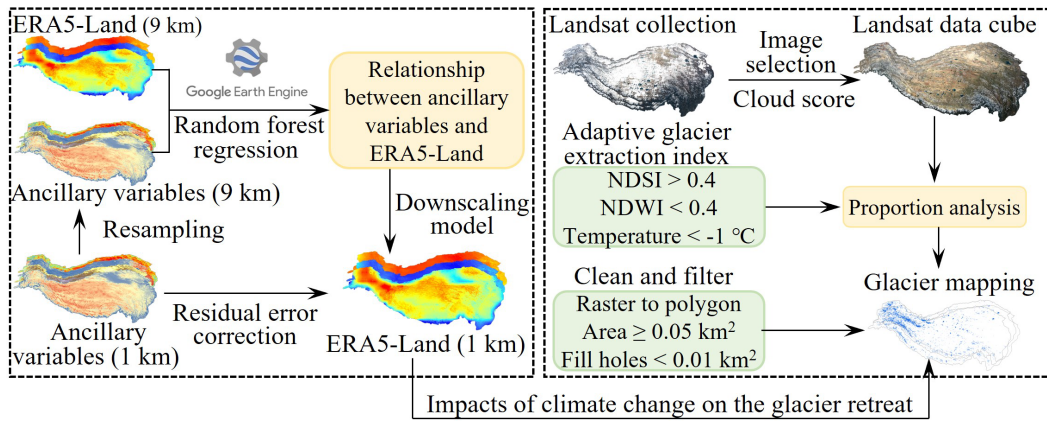 ERA5-Land (9 km)
Google Earth Engine
Random forest
regression
Ancillary variables (9 km)
Resampling
Ancillary
variables (1 km)
Residual error
correction
Relationship
between ancillary
variables and
ERA5-Land
Downscaling
model
ERA5-Land (1 km)
Landsat collection
Image
selection
Cloud score
Landsat data cube
Adaptive glacier
extraction index
NDSI > 0.4
NDWI < 0.4
Temperature < -1 °C
Proportion analysis
Clean and filter
Raster to polygon
Area ≥ 0.05 km²
Fill holes < 0.01 km²
Glacier mapping
Impacts of climate change on the glacier retreat